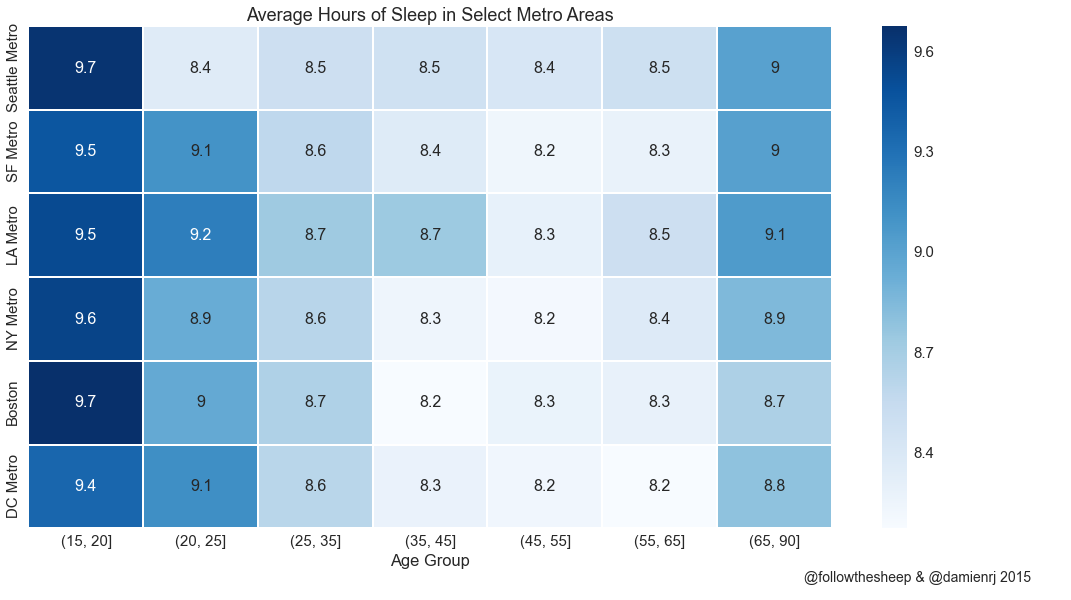 Average Hours of Sleep in Select Metro Areas
Seattle Metro 9.7 8.4 8.5 8.5 8.4 8.5 9
SF Metro 9.5 9.1 8.6 8.4 8.2 8.3 9
LA Metro 9.5 9.2 8.7 8.7 8.3 8.5 9.1
NY Metro 9.6 8.9 8.6 8.3 8.2 8.4 8.9
Boston 9.7 9 8.7 8.2 8.3 8.3 8.7
DC Metro 9.4 9.1 8.6 8.3 8.2 8.2 8.8
(15, 20] (20, 25] (25, 35] (35, 45] (45, 55] (55, 65] (65, 90]
Age Group
9.6
9.3
9.0
8.7
8.4
@followthesheep & @damienrj 2015